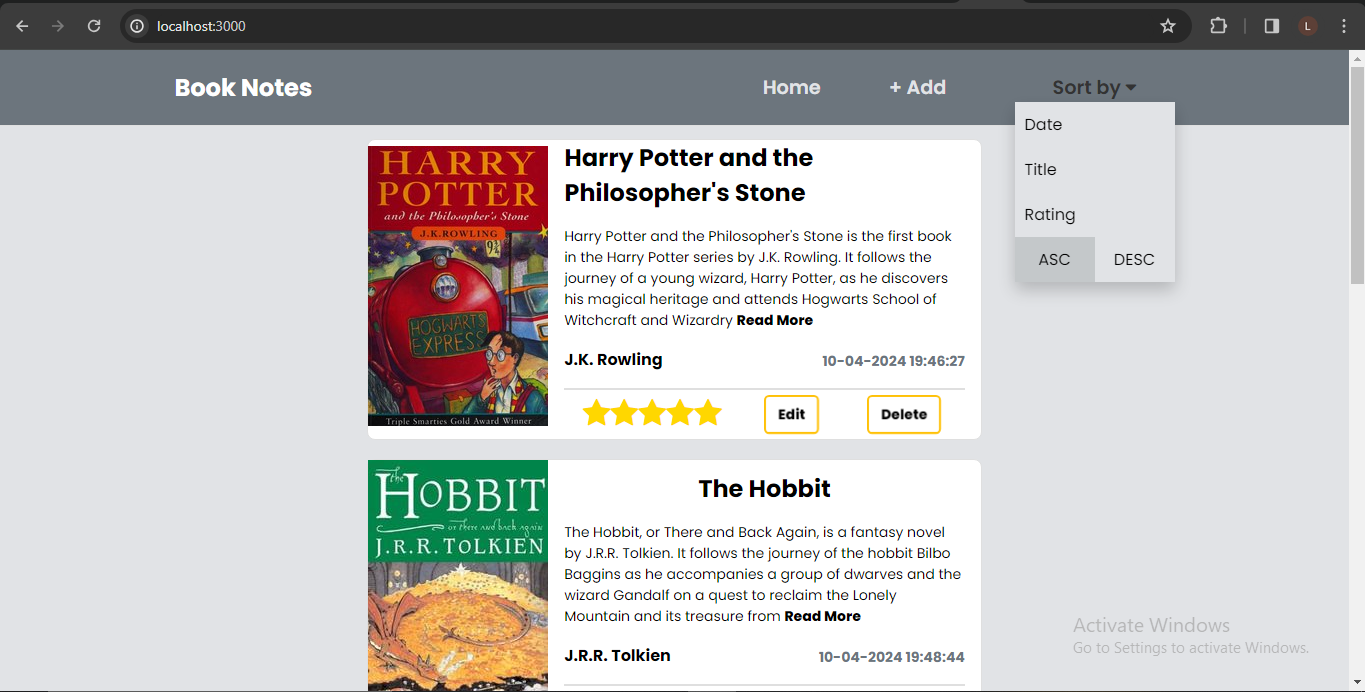 localhost:3000
L
Book Notes
Home
+ Add
Sort by
Date
Title
Rating
ASC
DESC
HARRY
POTTER
and the Philosopher's Stone
J.K.ROWLING
9¾
HOGWARTS
EXPRESS
Triple Smarties Gold Award Winner
Harry Potter and the
Philosopher's Stone
Harry Potter and the Philosopher's Stone is the first book
in the Harry Potter series by J.K. Rowling. It follows the
journey of a young wizard, Harry Potter, as he discovers
his magical heritage and attends Hogwarts School of
Witchcraft and Wizardry Read More
J.K. Rowling
10-04-2024 19:46:27
Edit
Delete
the
HOBBIT
or There and back again
J.R.R. TOLKIEN
The Hobbit
The Hobbit, or There and Back Again, is a fantasy novel
by J.R.R. Tolkien. It follows the journey of the hobbit Bilbo
Baggins as he accompanies a group of dwarves and the
wizard Gandalf on a quest to reclaim the Lonely
Mountain and its treasure from Read More
J.R.R. Tolkien
10-04-2024 19:48:44
Activate Windows
Go to Settings to activate Windows.